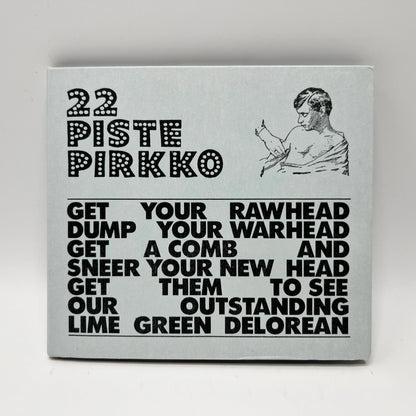 22
PISTE
PIRKKO
GET YOUR RAWHEAD
DUMP YOUR WARHEAD
GET A COMB AND
SNEER YOUR NEW HEAD
GET THEM TO SEE
OUR OUTSTANDING
LIME GREEN DELOREAN